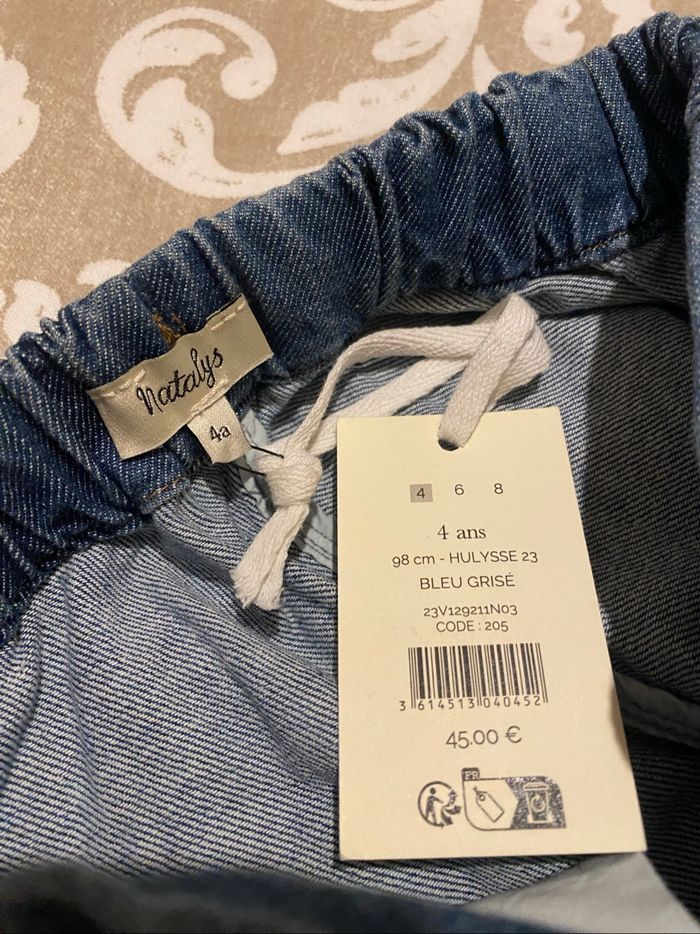 natalys
4a
4 6 8
4 ans
98 cm - HULYSSE 23
BLEU GRISÉ
23V129211N03
CODE : 205
3 614513 040452
45.00 €
FR